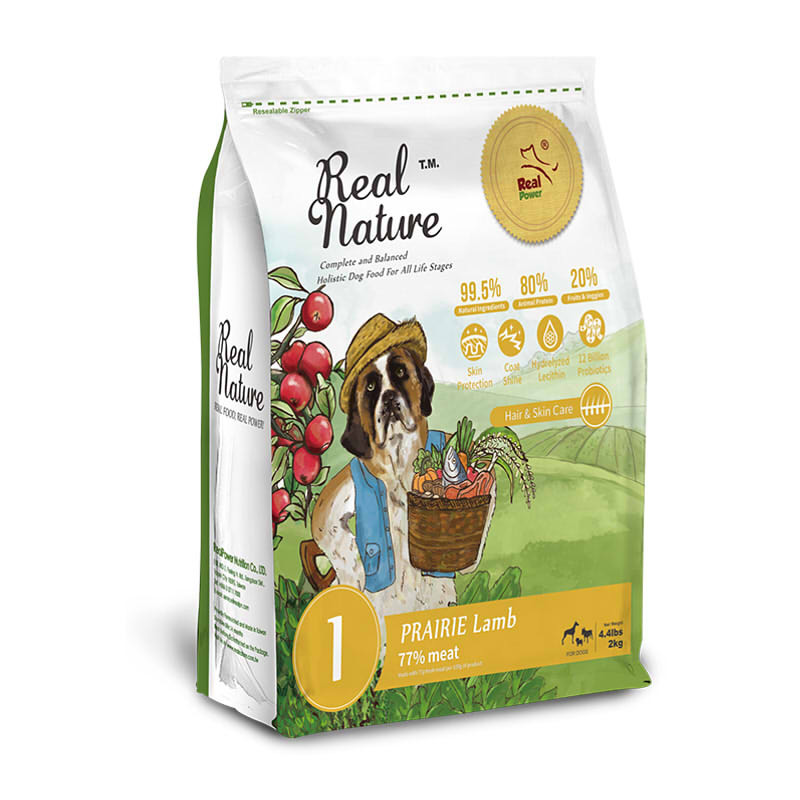 Resealable Zipper
Real T.M.
Nature
Complete and Balanced
Holistic Dog Food For All Life Stages
®
Real
Power
99.5% 80% 20%
Natural Ingredients Animal Protein Fruits & Veggies
Skin Protection
Coat Shine
Hydrolyzed Lecithin
12 Billion Probiotics
Hair & Skin Care
Real
Nature
REAL FOOD, REAL POWER!
1
PRAIRIE Lamb
77% meat
FOR DOGS
Net Weight
4.4lbs
2kg